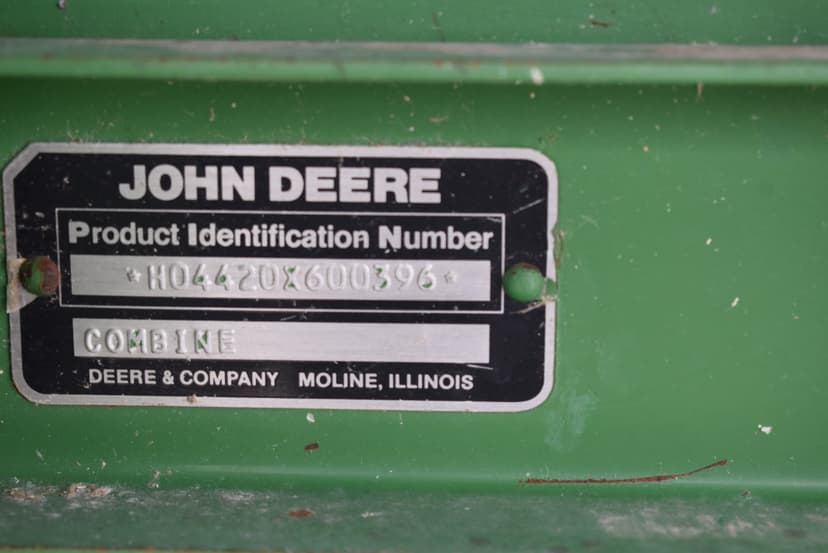 JOHN DEERE
Product Identification Number
*H04420X600396*
COMBINE
DEERE & COMPANY MOLINE, ILLINOIS